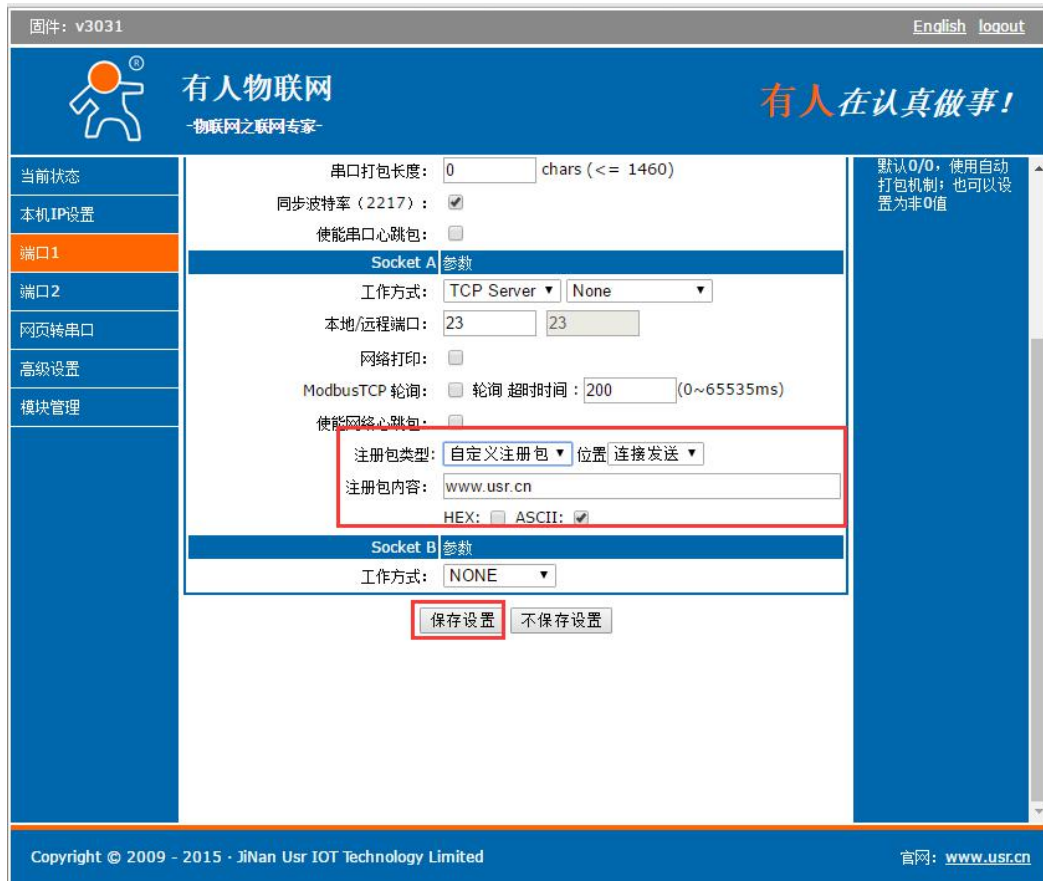 固件: v3031
English logout
®
有人物联网
-物联网之联网专家-
有人在认真做事!
当前状态
本机IP设置
端口1
端口2
网页转串口
高级设置
模块管理
串口打包长度: 0 chars (<= 1460)
同步波特率（2217）:
使能串口心跳包:
Socket A 参数
工作方式: TCP Server None
本地/远程端口: 23 23
网络打印:
ModbusTCP 轮询: 轮询 超时时间: 200 (0~65535ms)
使能网络心跳包:
注册包类型: 自定义注册包 位置 连接发送
注册包内容: www.usr.cn
HEX: ASCII:
Socket B 参数
工作方式: NONE
保存设置 不保存设置
默认0/0，使用自动
打包机制；也可以设
置为非0值
Copyright © 2009 - 2015 · JiNan Usr IOT Technology Limited
官网: www.usr.cn